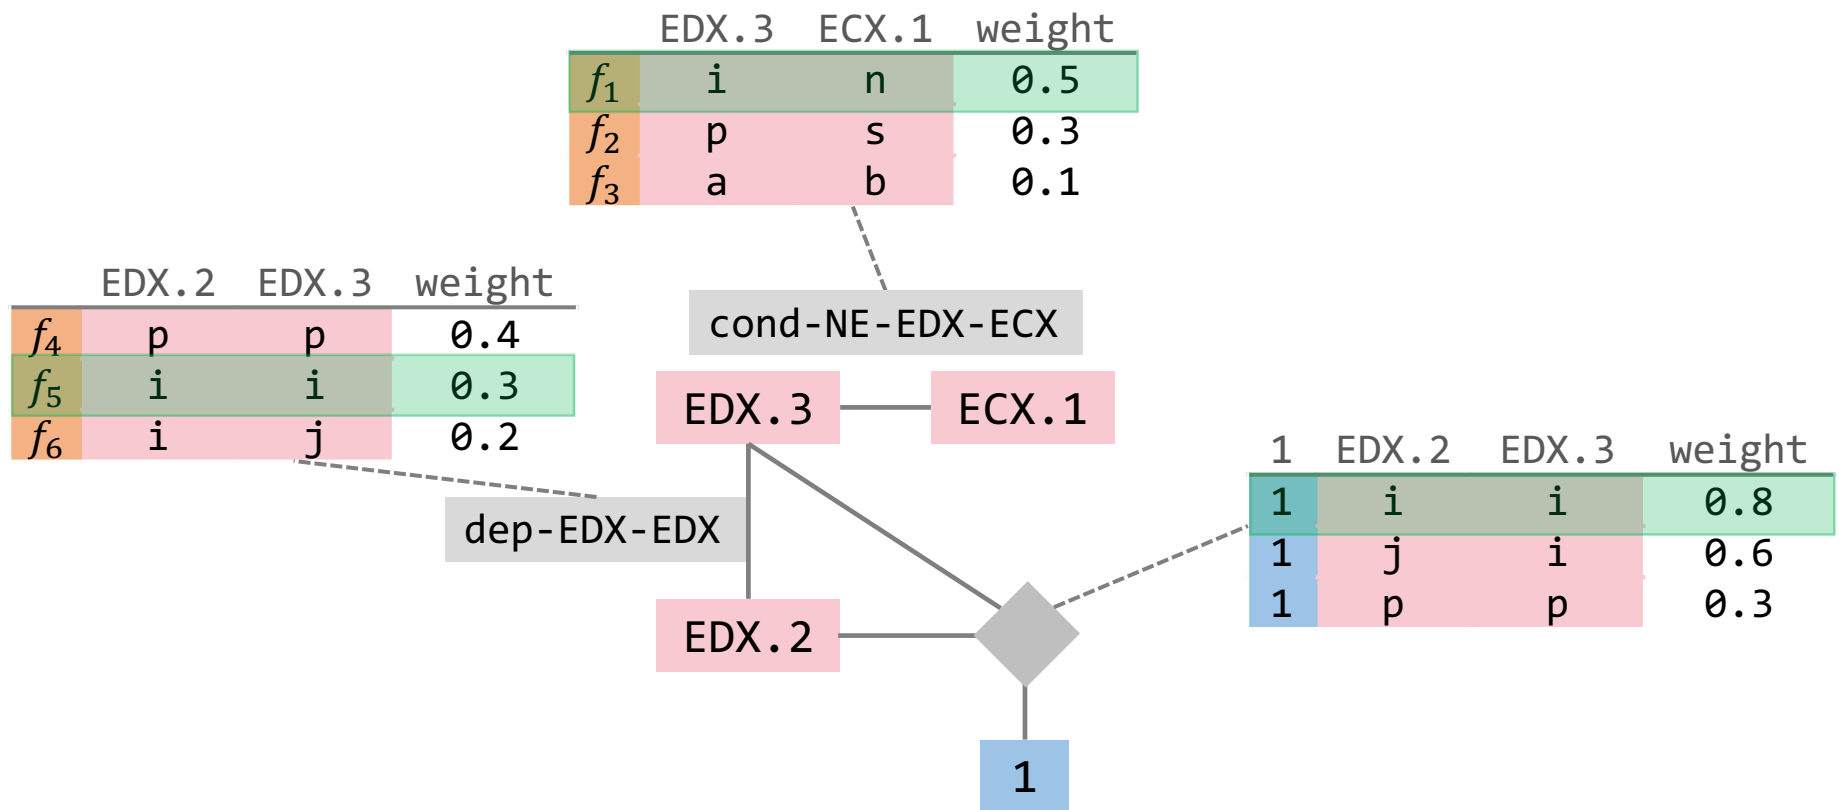 EDX.3 ECX.1 weight
f1 i n 0.5
f2 p s 0.3
f3 a b 0.1
EDX.2 EDX.3 weight
f4 p p 0.4
f5 i i 0.3
f6 i j 0.2
cond-NE-EDX-ECX
EDX.3 ECX.1
dep-EDX-EDX
EDX.2
1 EDX.2 EDX.3 weight
1 i i 0.8
1 j i 0.6
1 p p 0.3
1